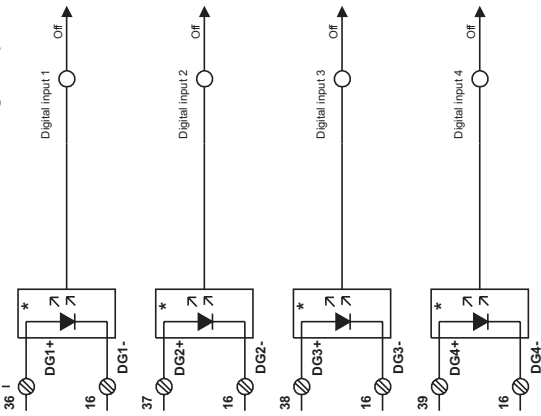 Off
Digital input 1
*
DG1+
DG1-
36
16
Off
Digital input 2
*
DG2+
DG2-
37
16
Off
Digital input 3
*
DG3+
DG3-
38
16
Off
Digital input 4
*
DG4+
DG4-
39
16